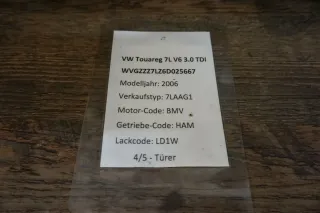 VW Touareg 7L V6 3.0 TDI
WVGZZZ7LZ6D025667
Modelljahr: 2006
Verkaufstyp: 7LAAG1
Motor-Code: BMV
Getriebe-Code: HAM
Lackcode: LD1W
4/5 - Türer